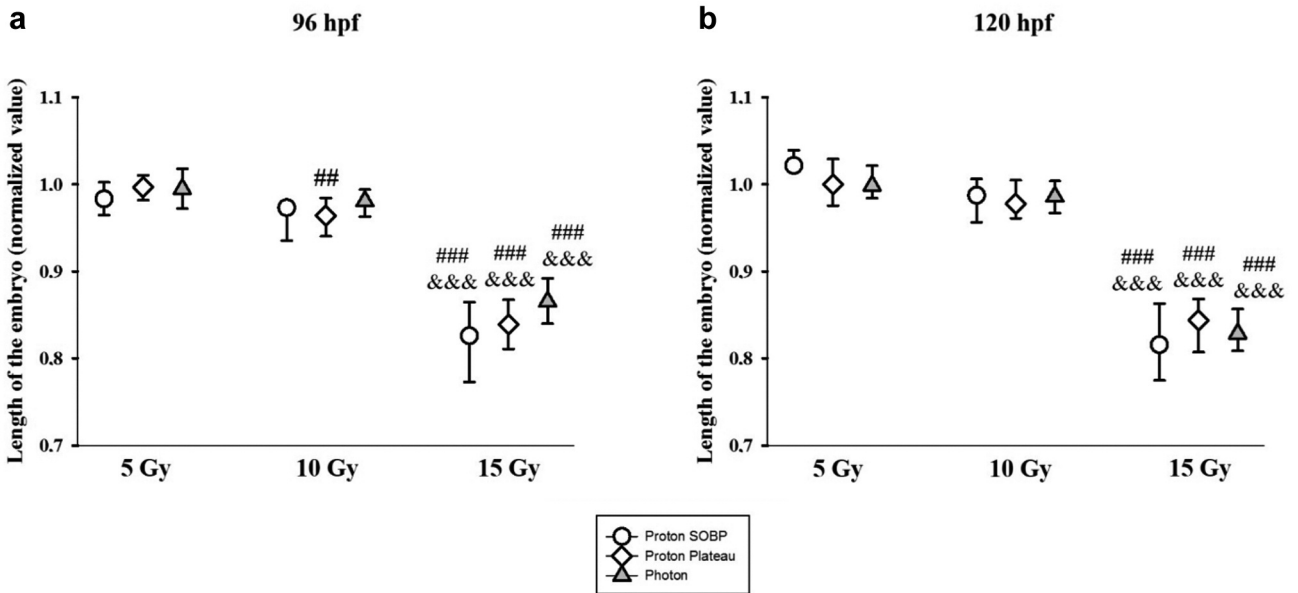 a
96 hpf
Length of the embryo (normalized value)
1.1
1.0
0.9
0.8
0.7
##
###
&&&
###
&&&
###
&&&
5 Gy
10 Gy
15 Gy
b
120 hpf
Length of the embryo (normalized value)
1.1
1.0
0.9
0.8
0.7
###
&&&
###
&&&
###
&&&
5 Gy
10 Gy
15 Gy
Proton SOBP
Proton Plateau
Photon